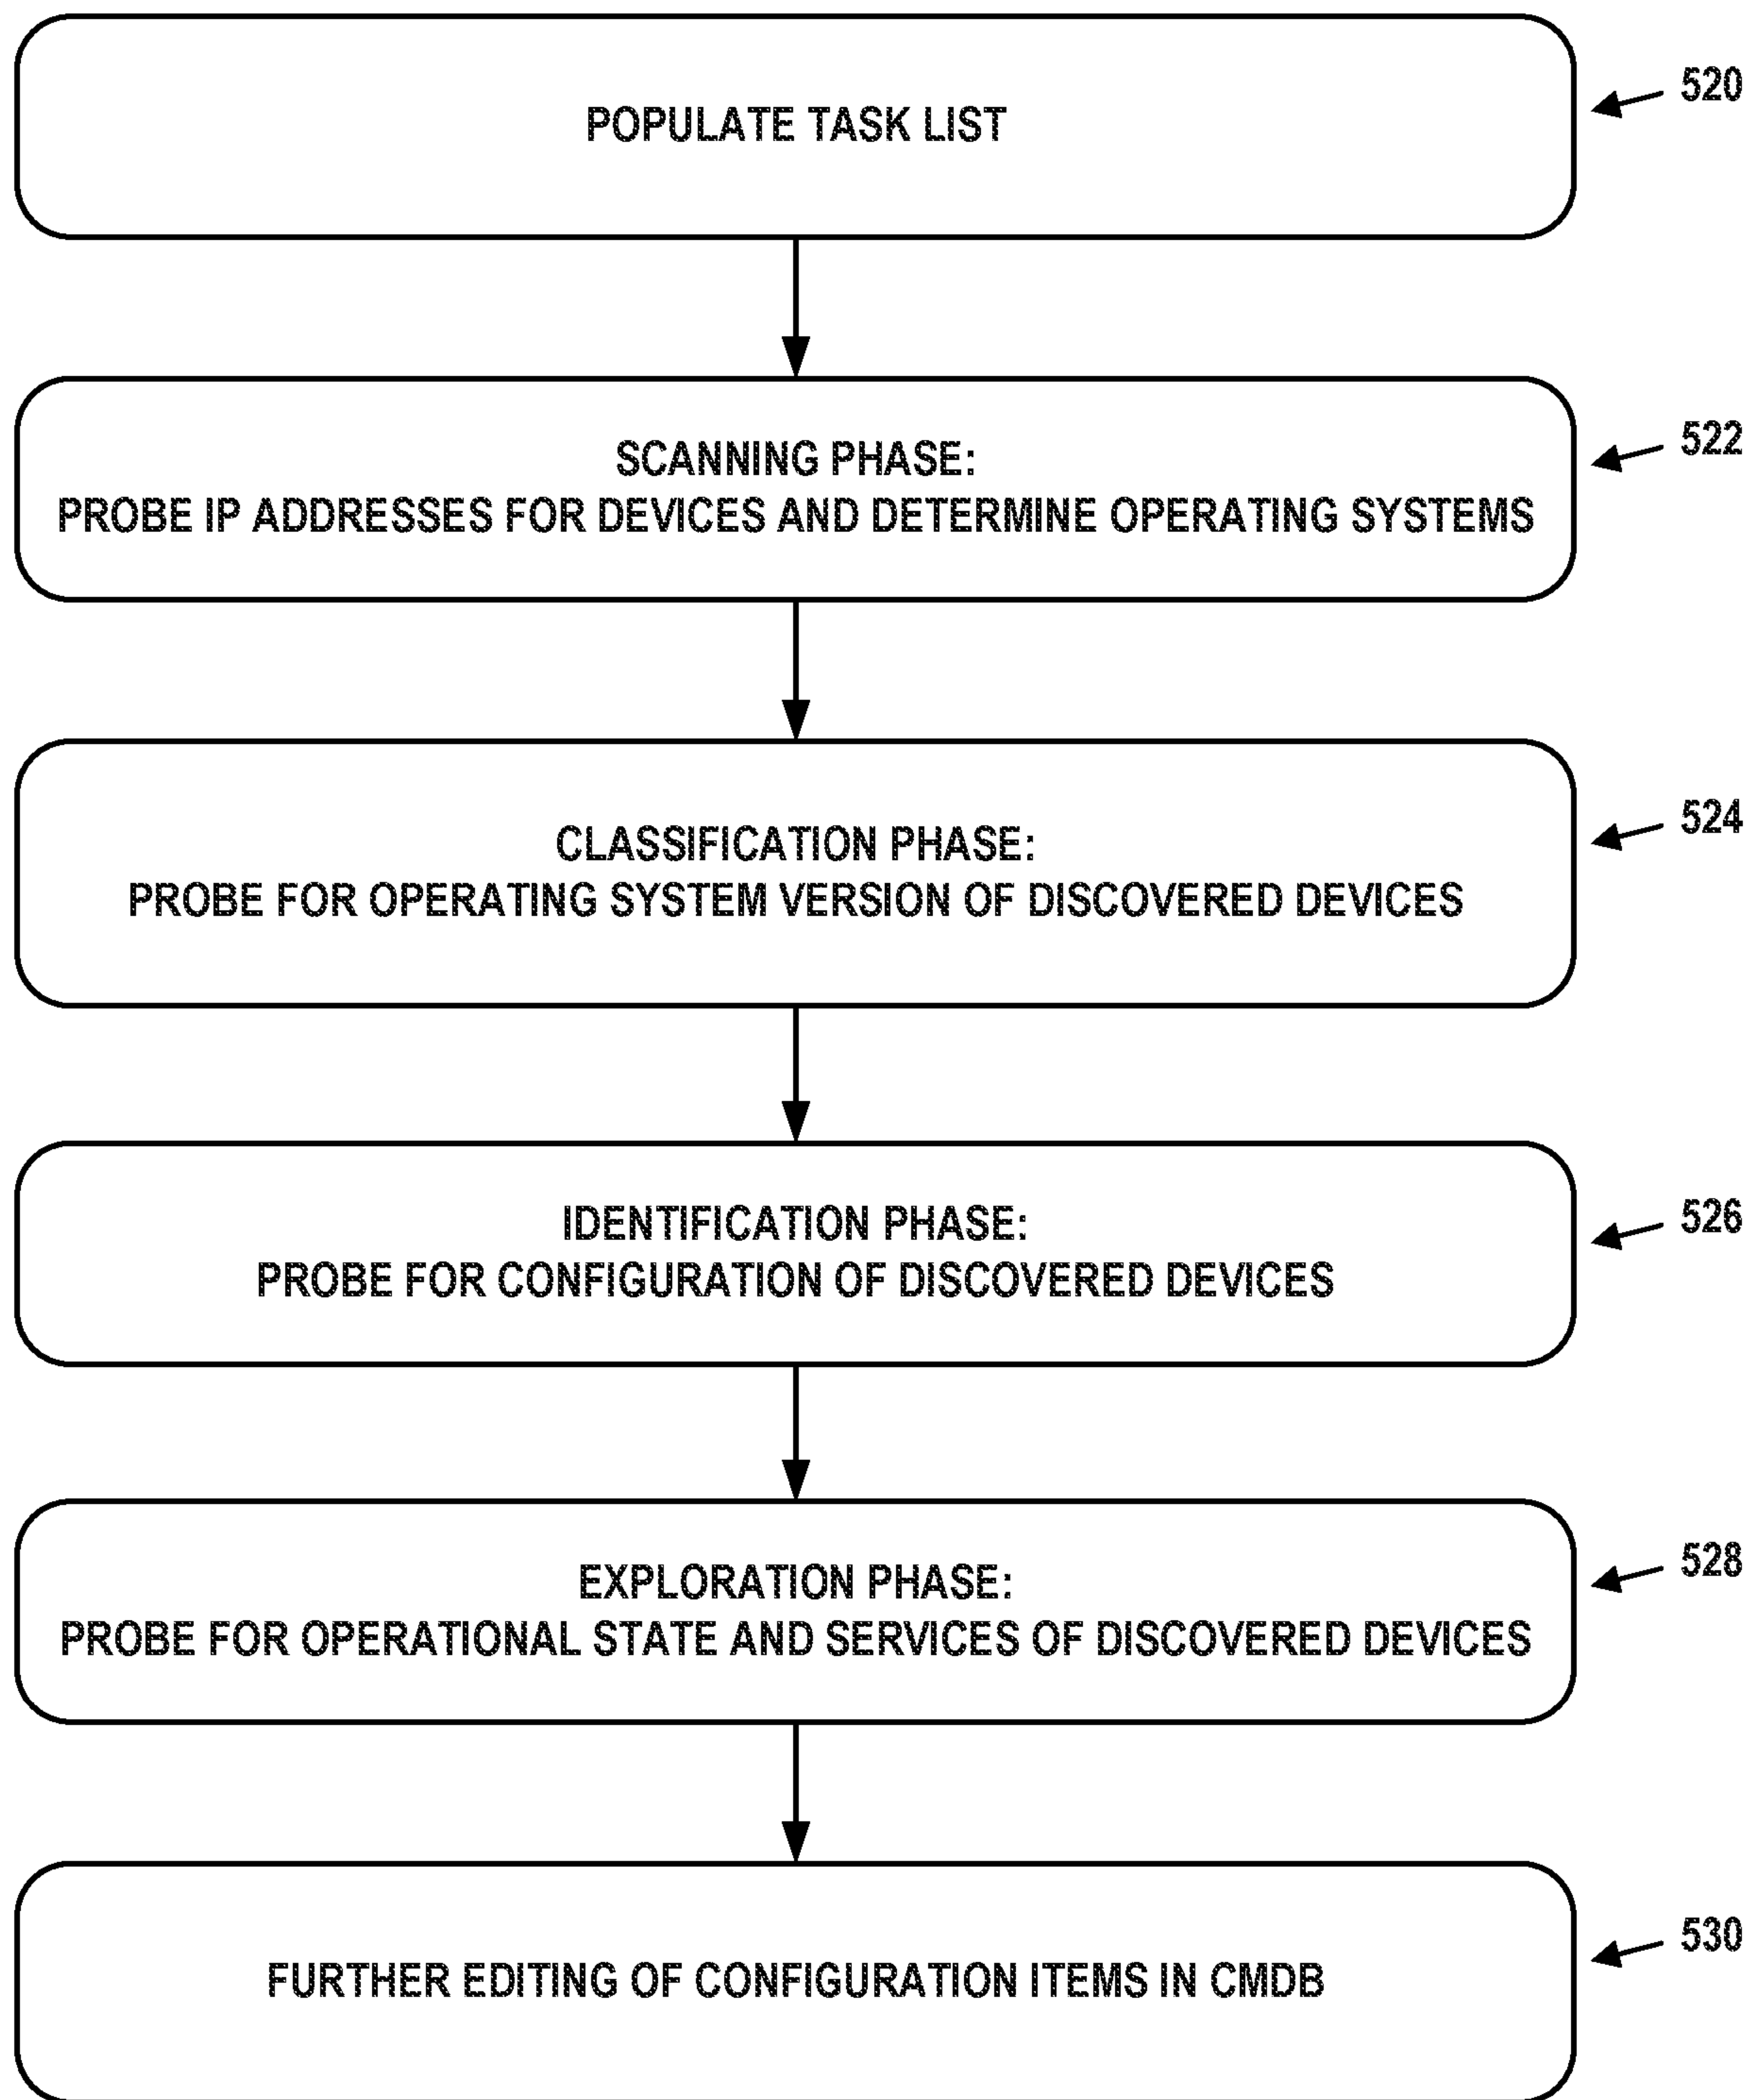 POPULATE TASK LIST
520
SCANNING PHASE:
PROBE IP ADDRESSES FOR DEVICES AND DETERMINE OPERATING SYSTEMS
522
CLASSIFICATION PHASE:
PROBE FOR OPERATING SYSTEM VERSION OF DISCOVERED DEVICES
524
IDENTIFICATION PHASE:
PROBE FOR CONFIGURATION OF DISCOVERED DEVICES
526
EXPLORATION PHASE:
PROBE FOR OPERATIONAL STATE AND SERVICES OF DISCOVERED DEVICES
528
FURTHER EDITING OF CONFIGURATION ITEMS IN CMDB
530